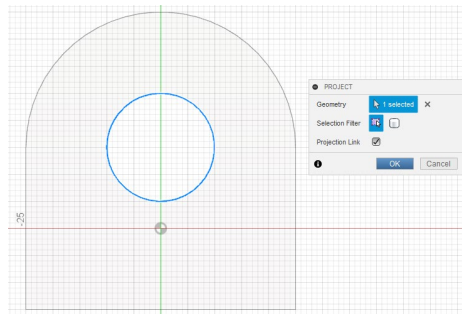 PROJECT
Geometry 1 selected
Selection Filter
Projection Link
OK Cancel
-25